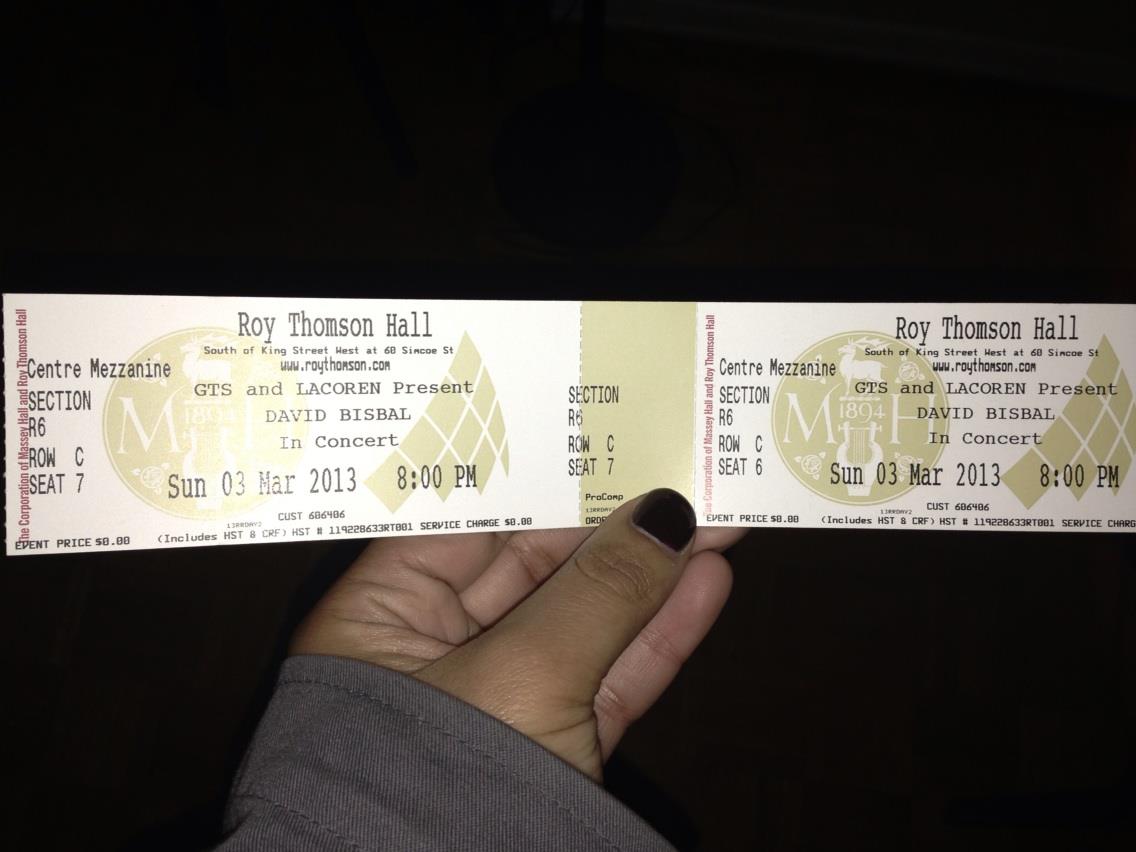 The Corporation of Massey Hall and Roy Thomson Hall
Roy Thomson Hall
South of King Street West at 60 Simcoe St
www.roythomson.com
Centre Mezzanine
GTS and LACOREN Present
SECTION
R6
DAVID BISBAL
In Concert
ROW C
SEAT 7
Sun 03 Mar 2013 8:00 PM
M H
1894
CUST 606406
13RRDAY2
EVENT PRICE $0.00 (Includes HST & CRF) HST # 119228633RT001 SERVICE CHARGE $0.00
SECTION
R6
ROW C
SEAT 7
ProComp
13RRDAY2
The Corporation of Massey Hall and Roy Thomson Hall
Roy Thomson Hall
South of King Street West at 60 Simcoe St
www.roythomson.com
Centre Mezzanine
GTS and LACOREN Present
SECTION
R6
DAVID BISBAL
In Concert
ROW C
SEAT 6
Sun 03 Mar 2013 8:00 PM
M H
1894
CUST 606406
13RRDAY2
EVENT PRICE $0.00 (Includes HST & CRF) HST # 119228633RT001 SERVICE CHARG